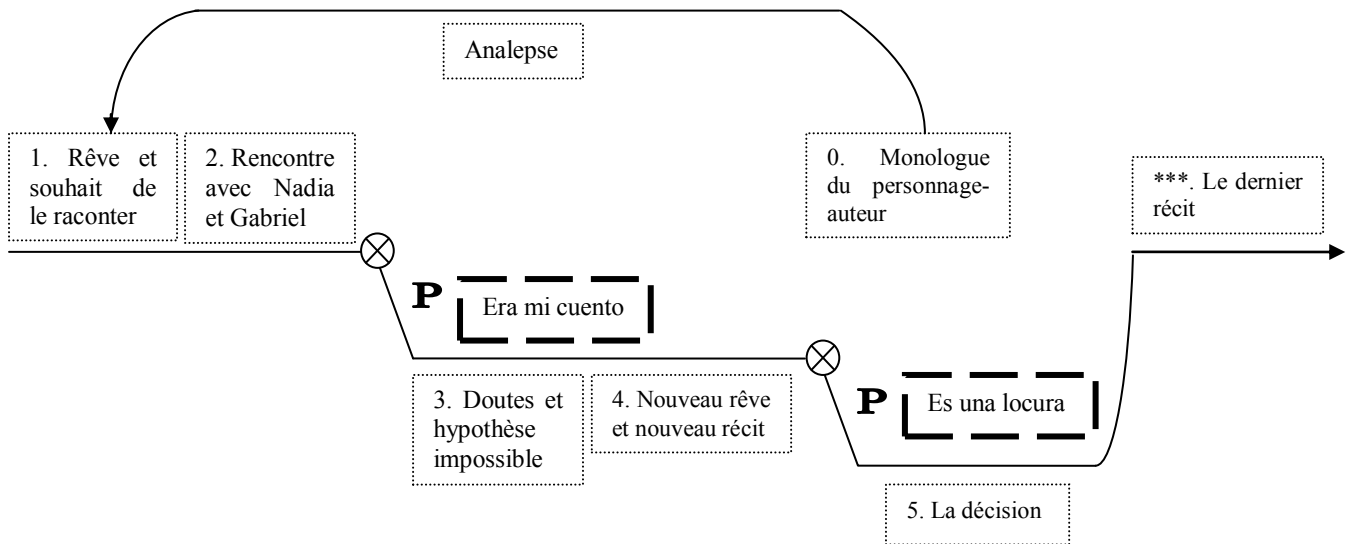 Analepse
1. Rêve et
souhait de
le raconter
2. Rencontre
avec Nadia
et Gabriel
0. Monologue
du personnage-
auteur
***. Le dernier
récit
P
Era mi cuento
3. Doutes et
hypothèse
impossible
4. Nouveau rêve
et nouveau récit
P
Es una locura
5. La décision